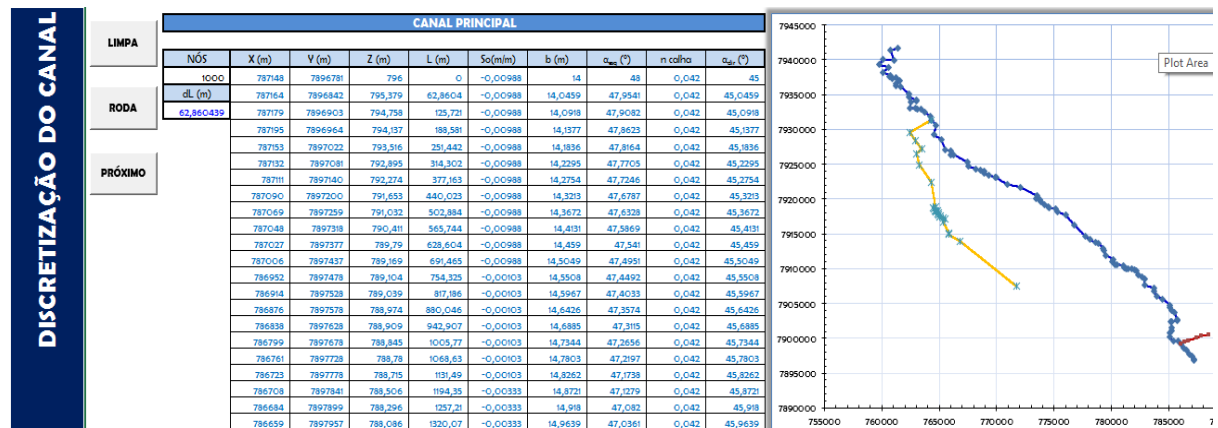 DISCRETIZAÇÃO DO CANAL
LIMPA
RODA
PRÓXIMO
CANAL PRINCIPAL
NÓS X (m) Y (m) Z (m) L (m) So(m/m) b (m) αeq (°) n calha αdr (°)
1000 787148 7896781 796 0 -0,00988 14 48 0,042 45
dL (m) 787164 7896842 795,379 62,8604 -0,00988 14,0459 47,9541 0,042 45,0459
62,860439 787179 7896903 794,758 125,721 -0,00988 14,0918 47,9082 0,042 45,0918
787195 7896964 794,137 188,581 -0,00988 14,1377 47,8623 0,042 45,1377
787153 7897022 793,516 251,442 -0,00988 14,1836 47,8164 0,042 45,1836
787132 7897081 792,895 314,302 -0,00988 14,2295 47,7705 0,042 45,2295
787111 7897140 792,274 377,163 -0,00988 14,2754 47,7246 0,042 45,2754
787090 7897200 791,653 440,023 -0,00988 14,3213 47,6787 0,042 45,3213
787069 7897259 791,032 502,884 -0,00988 14,3672 47,6328 0,042 45,3672
787048 7897318 790,411 565,744 -0,00988 14,4131 47,5869 0,042 45,4131
787027 7897377 789,79 628,604 -0,00988 14,459 47,541 0,042 45,459
787006 7897437 789,169 691,465 -0,00988 14,5049 47,4951 0,042 45,5049
786952 7897478 789,104 754,325 -0,00103 14,5508 47,4492 0,042 45,5508
786914 7897528 789,039 817,186 -0,00103 14,5967 47,4033 0,042 45,5967
786876 7897578 788,974 880,046 -0,00103 14,6426 47,3574 0,042 45,6426
786838 7897628 788,909 942,907 -0,00103 14,6885 47,3115 0,042 45,6885
786799 7897678 788,845 1005,77 -0,00103 14,7344 47,2656 0,042 45,7344
786761 7897728 788,78 1068,63 -0,00103 14,7803 47,2197 0,042 45,7803
786723 7897778 788,715 1131,49 -0,00103 14,8262 47,1738 0,042 45,8262
786708 7897841 788,506 1194,35 -0,00333 14,8721 47,1279 0,042 45,8721
786684 7897899 788,296 1257,21 -0,00333 14,918 47,082 0,042 45,918
786659 7897957 788,086 1320,07 -0,00333 14,9639 47,0361 0,042 45,9639
7945000
7940000
7935000
7930000
7925000
7920000
7915000
7910000
7905000
7900000
7895000
7890000
755000 760000 765000 770000 775000 780000 785000
Plot Area